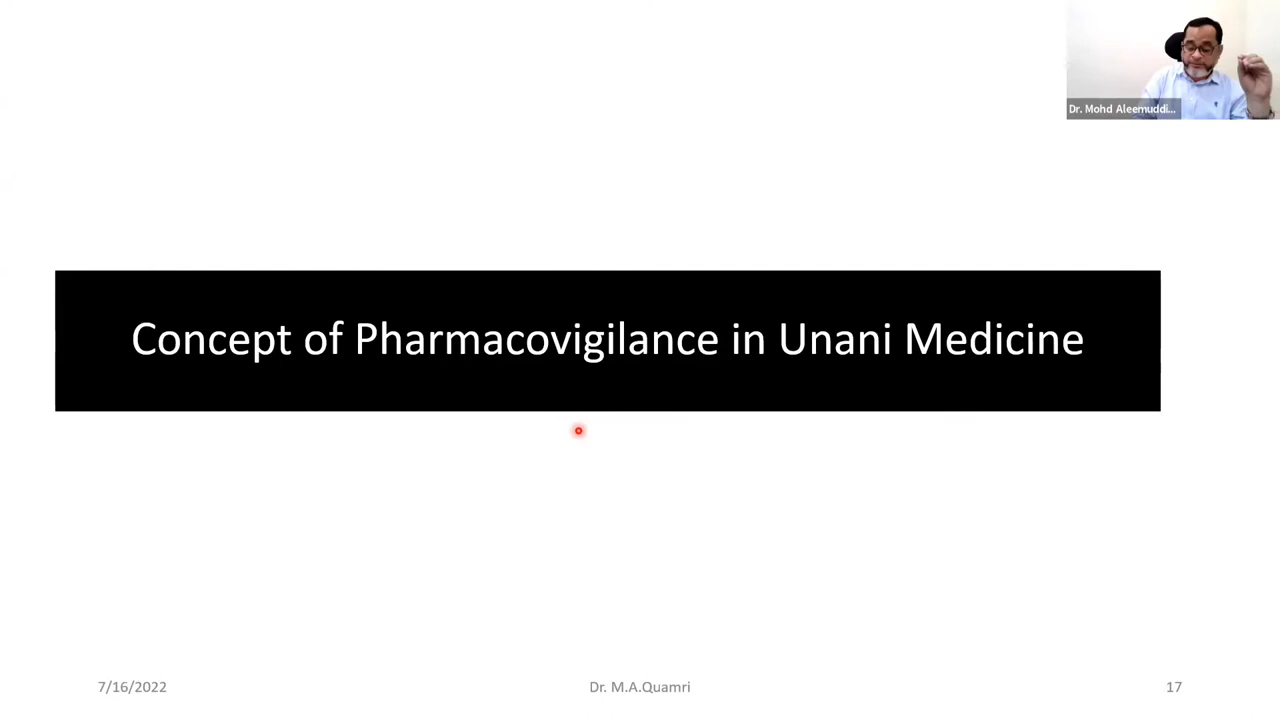 Dr. Mohd Aleemuddi...
Concept of Pharmacovigilance in Unani Medicine
7/16/2022
Dr. M.A.Quamri
17